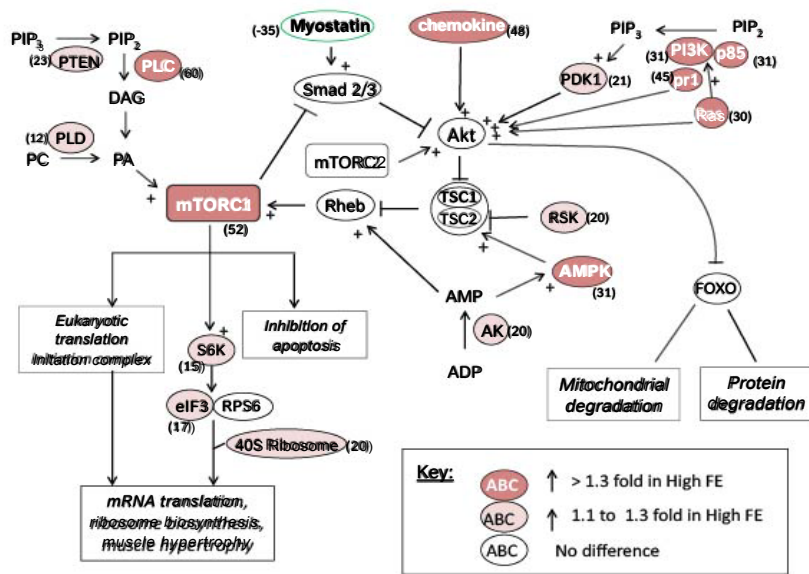 (-35) Myostatin
chemokine (48)
PIP3
PIP2
PIP3
PIP2
(23) PTEN
PLC (60)
Smad 2/3
PDK1 (21)
(31) PI3K
p85 (31)
(45) pr1
Ras (30)
DAG
Akt
(12) PLD
PC
PA
mTORC2
mTORC1 (52)
Rheb
TSC1
TSC2
RSK (20)
AMPK (31)
AMP
AK (20)
ADP
FOXO
Eukaryotic
translation
initation complex
Inhibition of
apoptosis
S6K
(15)
eIF3
RPS6
(17)
40S Ribosome (20)
Mitochondrial
degradation
Protein
degradation
mRNA translation,
ribosome biosynthesis,
muscle hypertrophy
Key:
ABC ↑ > 1.3 fold in High FE
ABC ↑ 1.1 to 1.3 fold in High FE
ABC No difference